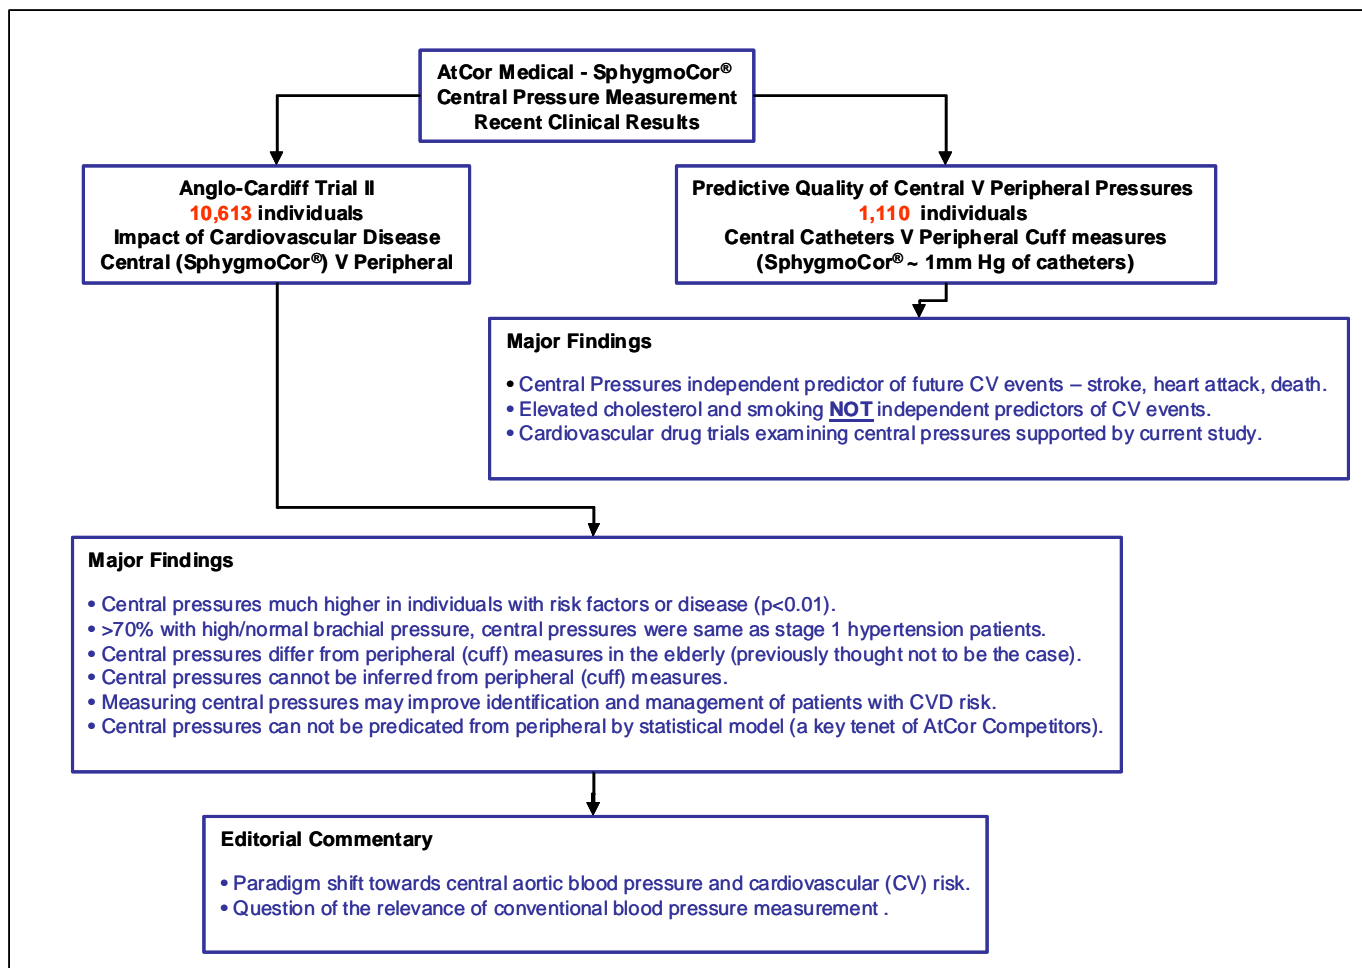 AtCor Medical - SphygmoCor®
Central Pressure Measurement
Recent Clinical Results
Anglo-Cardiff Trial II
10,613 individuals
Impact of Cardiovascular Disease
Central (SphygmoCor®) V Peripheral
Predictive Quality of Central V Peripheral Pressures
1,110 individuals
Central Catheters V Peripheral Cuff measures
(SphygmoCor® ~ 1mm Hg of catheters)
Major Findings
• Central Pressures independent predictor of future CV events – stroke, heart attack, death.
• Elevated cholesterol and smoking NOT independent predictors of CV events.
• Cardiovascular drug trials examining central pressures supported by current study.
Major Findings
• Central pressures much higher in individuals with risk factors or disease (p<0.01).
• >70% with high/normal brachial pressure, central pressures were same as stage 1 hypertension patients.
• Central pressures differ from peripheral (cuff) measures in the elderly (previously thought not to be the case).
• Central pressures cannot be inferred from peripheral (cuff) measures.
• Measuring central pressures may improve identification and management of patients with CVD risk.
• Central pressures can not be predicated from peripheral by statistical model (a key tenet of AtCor Competitors).
Editorial Commentary
• Paradigm shift towards central aortic blood pressure and cardiovascular (CV) risk.
• Question of the relevance of conventional blood pressure measurement .